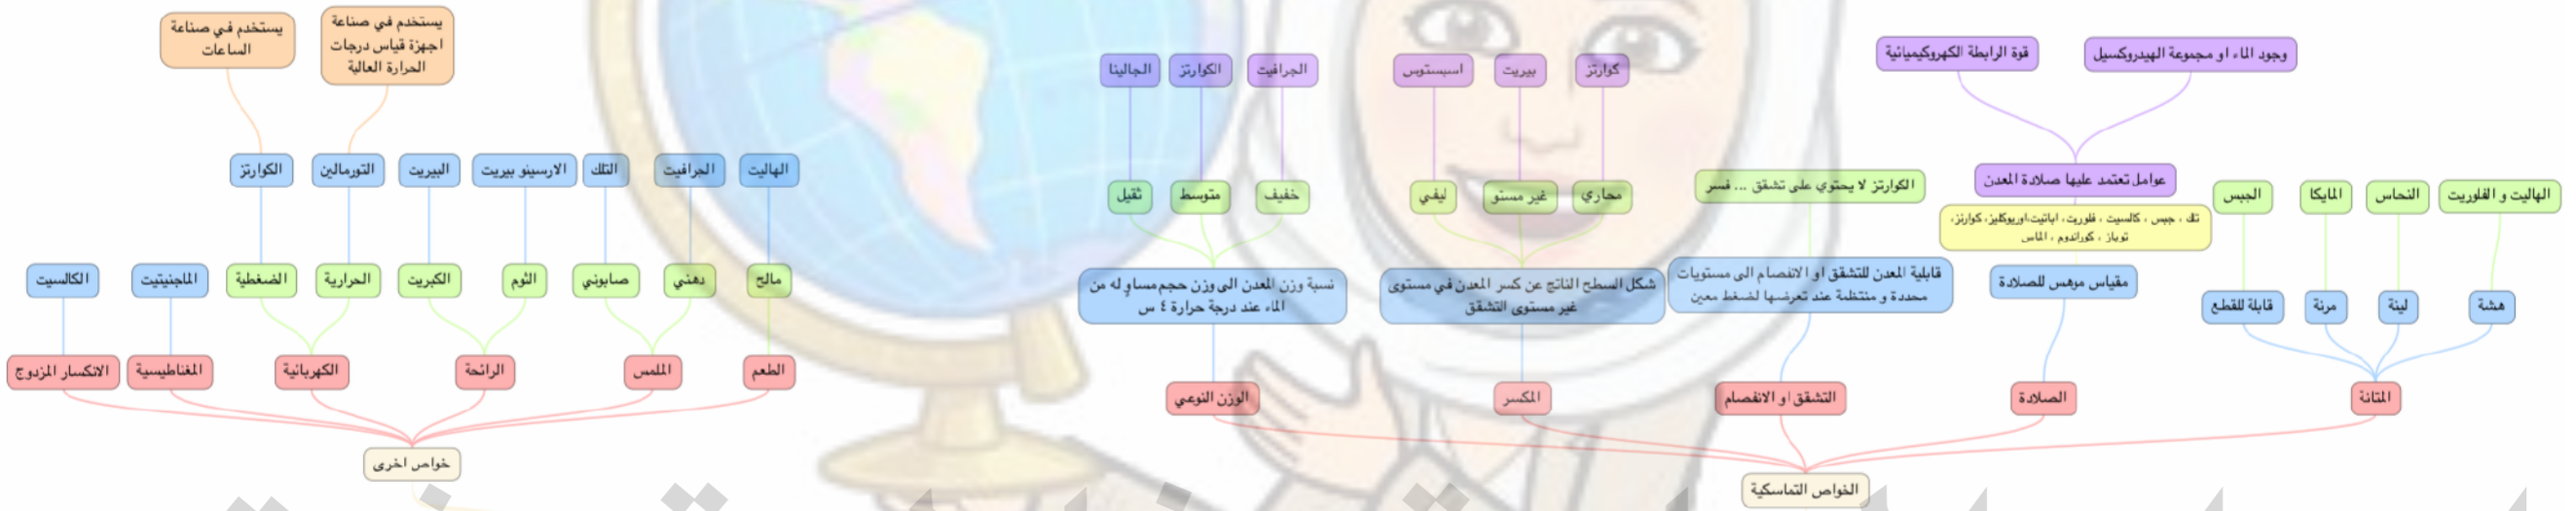 وجود الماء او مجموعة الهيدروكسيل
قوة الرابطة الكهروكيميائية
عوامل تعتمد عليها صلادة المعدن
تلك ، جبس ، كالسيت ، فلوريت، اباتيت،اوريوكليز، كوارتز،
توباز ، كوراندوم ، الماس
مقياس موهس للصلادة
الصلادة
الهاليت و الفلوريت
النحاس
المايكا
الجبس
هشة
لينة
مرنة
قابلة للقطع
المتانة
الكوارتز لا يحتوي على تشقق ... فسر
قابلية المعدن للتشقق او الانفصام الى مستويات
محددة و منتظمة عند تعرضها لضغط معين
التشقق او الانفصام
كوارتز
بيريت
اسبستوس
محاري
غير مستو
ليفي
شكل السطح الناتج عن كسر المعدن في مستوى
غير مستوى التشقق
المكسر
الجرافيت
الكوارتز
الجالينا
خفيف
متوسط
ثقيل
نسبة وزن المعدن الى وزن حجم مساوٍ له من
الماء عند درجة حرارة ٤ س
الوزن النوعي
الخواص التماسكية
يستخدم في صناعة
اجهزة قياس درجات
الحرارة العالية
يستخدم في صناعة
الساعات
الهاليت
الجرافيت
التلك
الارسينو بيريت
البيريت
التورمالين
الكوارتز
مالح
دهني
صابوني
الثوم
الكبريت
الحرارية
الضغطية
الماجنيتيت
الكالسيت
الطعم
الملمس
الرائحة
الكهربائية
المغناطيسية
الانكسار المزدوج
خواص اخرى